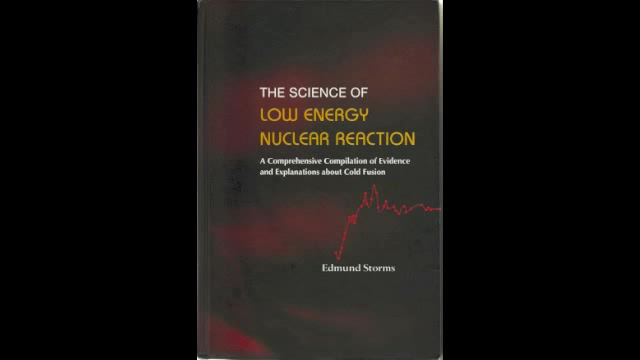 THE SCIENCE OF
LOW ENERGY
NUCLEAR REACTION
A Comprehensive Compilation of Evidence
and Explanations about Cold Fusion
Edmund Storms